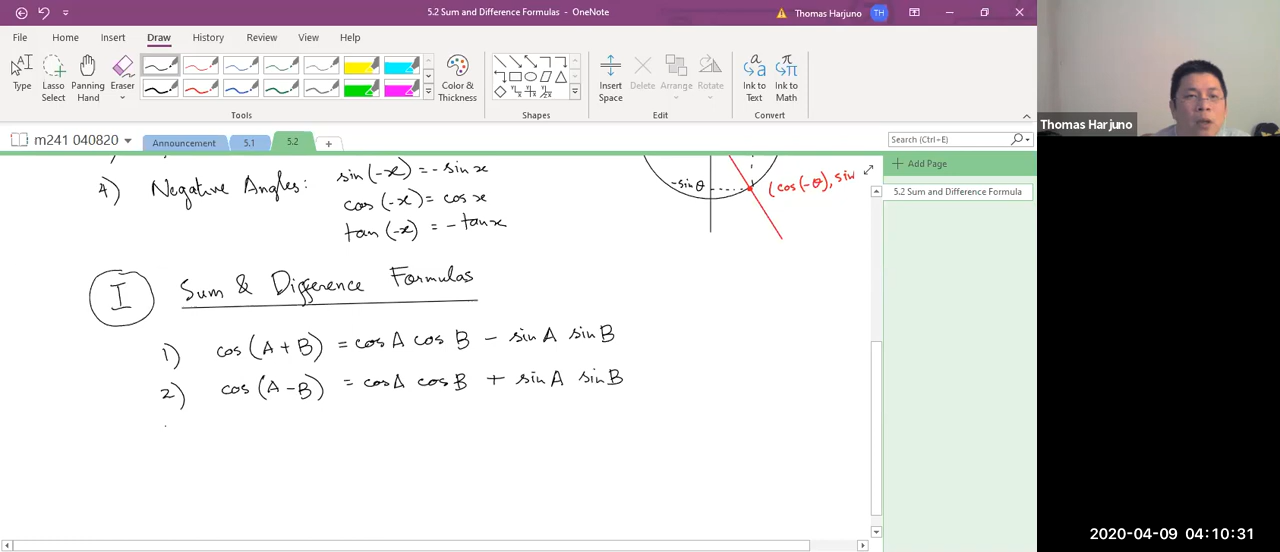 5.2 Sum and Difference Formulas - OneNote
Thomas Harjuno TH
File Home Insert Draw History Review View Help
Type
Lasso Select
Panning Hand
Eraser
Color & Thickness
Insert Space
Delete
Arrange
Rotate
Ink to Text
Ink to Math
Tools Shapes Edit Convert
m241 040820
Announcement 5.1 5.2 +
Search (Ctrl+E)
Add Page
5.2 Sum and Difference Formula
4) Negative Angles: sin(-x) = -sin x
cos(-x) = cos x
tan(-x) = -tan x
-sin θ
(cos(-θ), sin
I Sum & Difference Formulas
1) cos(A + B) = cos A cos B - sin A sin B
2) cos(A - B) = cos A cos B + sin A sin B
Thomas Harjuno
2020-04-09 04:10:31